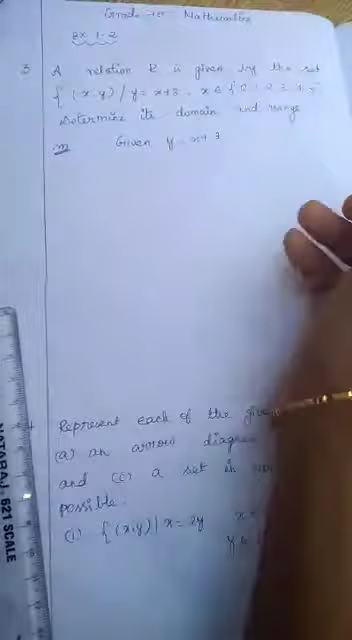 Grade - 10 Mathematics
Ex 1.2
3 A relation R is given by the set
{(x,y) / y = x+3, x ∈ {0, 1, 2, 3, 4, 5
Determine its domain and range
Given y = x+3
4 Represent each of the given
(a) an arrow diagram
and (c) a set in
possible.
(i) {(x,y) | x = 2y
NATARAJ 621 SCALE